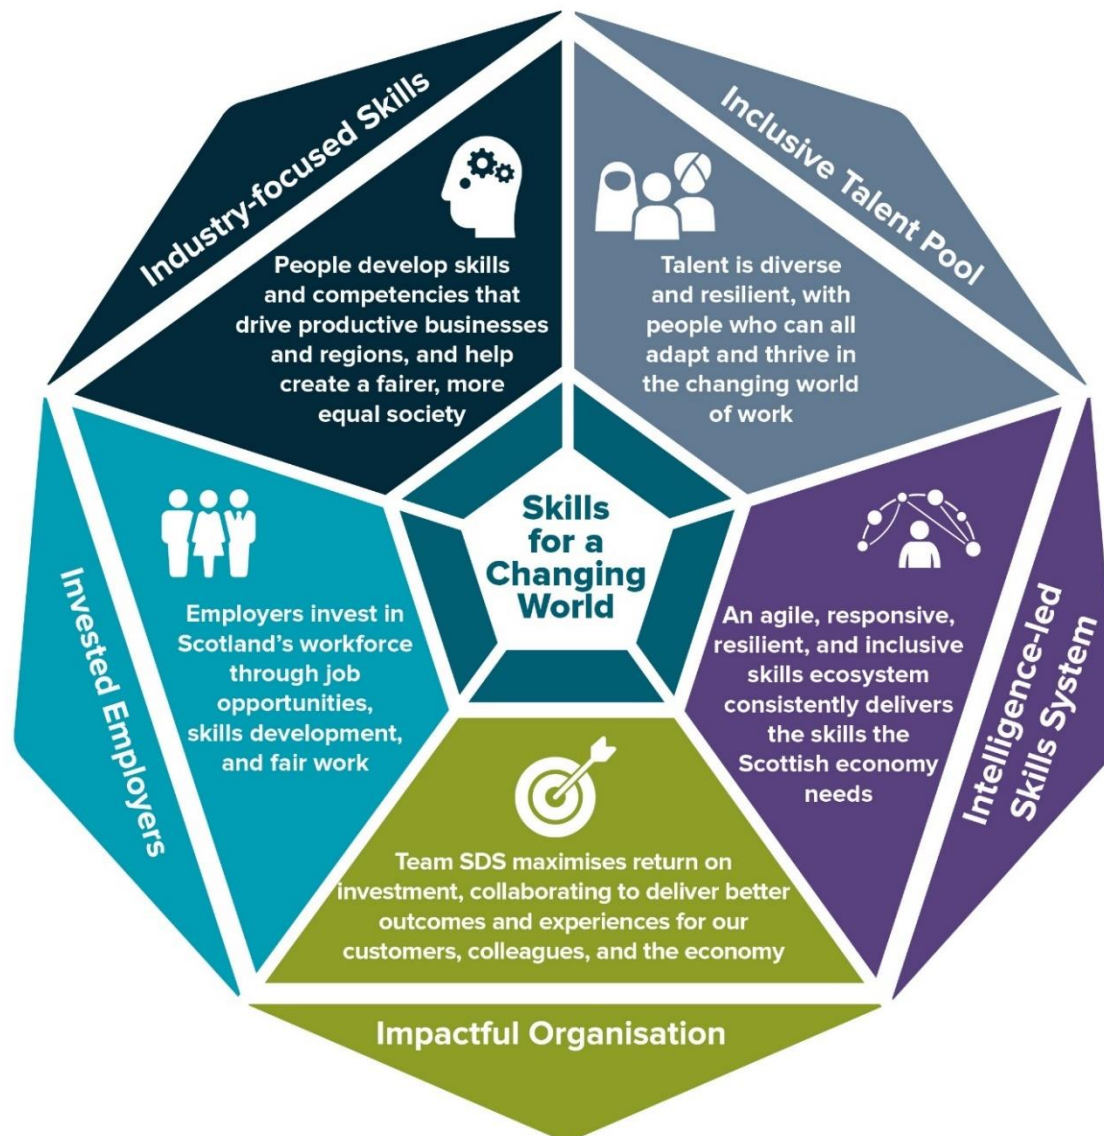 Industry-focused Skills
People develop skills
and competencies that
drive productive businesses
and regions, and help
create a fairer, more
equal society
Inclusive Talent Pool
Talent is diverse
and resilient, with
people who can all
adapt and thrive in
the changing world
of work
Skills
for a
Changing
World
Invested Employers
Employers invest in
Scotland's workforce
through job
opportunities,
skills development,
and fair work
An agile, responsive,
resilient, and inclusive
skills ecosystem
consistently delivers
the skills the
Scottish economy
needs
Intelligence-led
Skills System
Team SDS maximises return on
investment, collaborating to deliver better
outcomes and experiences for our
customers, colleagues, and the economy
Impactful Organisation